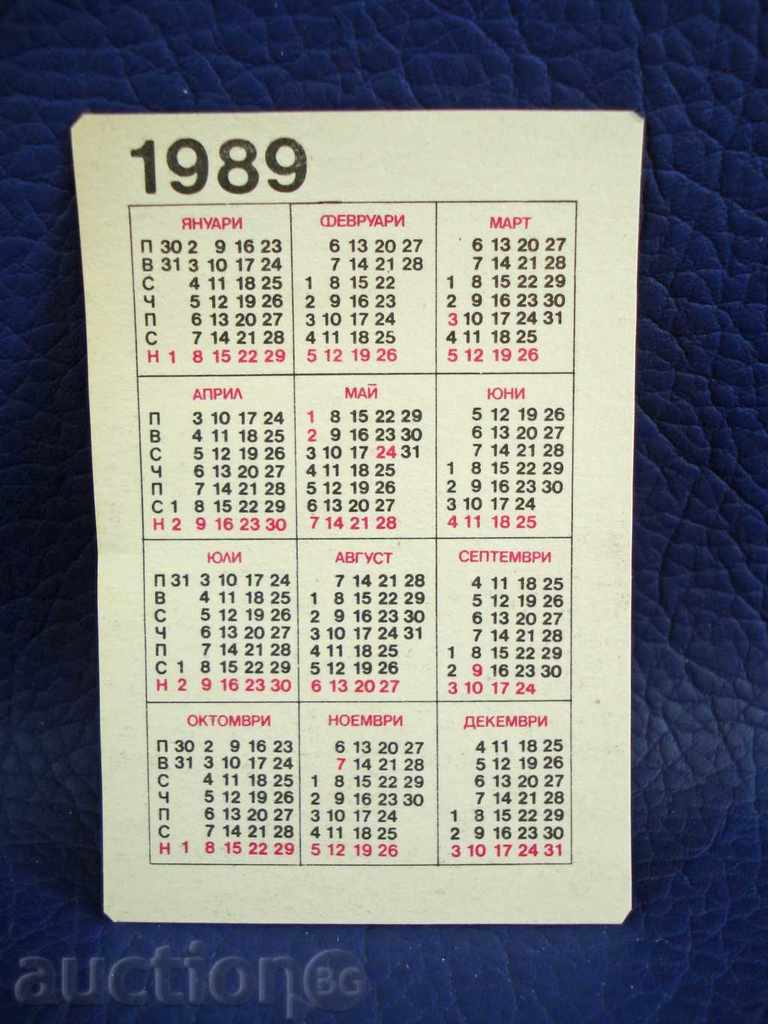 1989
ЯНУАРИ ФЕВРУАРИ МАРТ
П 30 2 9 16 23 6 13 20 27 6 13 20 27
В 31 3 10 17 24 7 14 21 28 7 14 21 28
С 4 11 18 25 1 8 15 22 1 8 15 22 29
Ч 5 12 19 26 2 9 16 23 2 9 16 23 30
П 6 13 20 27 3 10 17 24 3 10 17 24 31
С 7 14 21 28 4 11 18 25 4 11 18 25
Н 1 8 15 22 29 5 12 19 26 5 12 19 26
АПРИЛ МАЙ ЮНИ
П 3 10 17 24 1 8 15 22 29 5 12 19 26
В 4 11 18 25 2 9 16 23 30 6 13 20 27
С 5 12 19 26 3 10 17 24 31 7 14 21 28
Ч 6 13 20 27 4 11 18 25 1 8 15 22 29
П 7 14 21 28 5 12 19 26 2 9 16 23 30
С 1 8 15 22 29 6 13 20 27 3 10 17 24
Н 2 9 16 23 30 7 14 21 28 4 11 18 25
ЮЛИ АВГУСТ СЕПТЕМВРИ
П 31 3 10 17 24 7 14 21 28 4 11 18 25
В 4 11 18 25 1 8 15 22 29 5 12 19 26
С 5 12 19 26 2 9 16 23 30 6 13 20 27
Ч 6 13 20 27 3 10 17 24 31 7 14 21 28
П 7 14 21 28 4 11 18 25 1 8 15 22 29
С 1 8 15 22 29 5 12 19 26 2 9 16 23 30
Н 2 9 16 23 30 6 13 20 27 3 10 17 24
ОКТОМВРИ НОЕМВРИ ДЕКЕМВРИ
П 30 2 9 16 23 6 13 20 27 4 11 18 25
В 31 3 10 17 24 7 14 21 28 5 12 19 26
С 4 11 18 25 1 8 15 22 29 6 13 20 27
Ч 5 12 19 26 2 9 16 23 30 7 14 21 28
П 6 13 20 27 3 10 17 24 1 8 15 22 29
С 7 14 21 28 4 11 18 25 2 9 16 23 30
Н 1 8 15 22 29 5 12 19 26 3 10 17 24 31
auctionBG